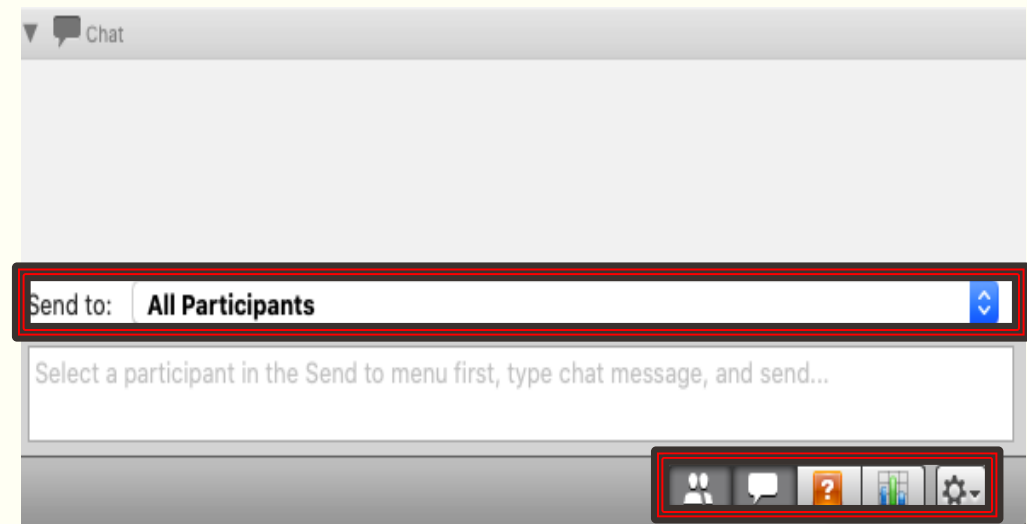 Chat
Send to: All Participants
Select a participant in the Send to menu first, type chat message, and send...
?